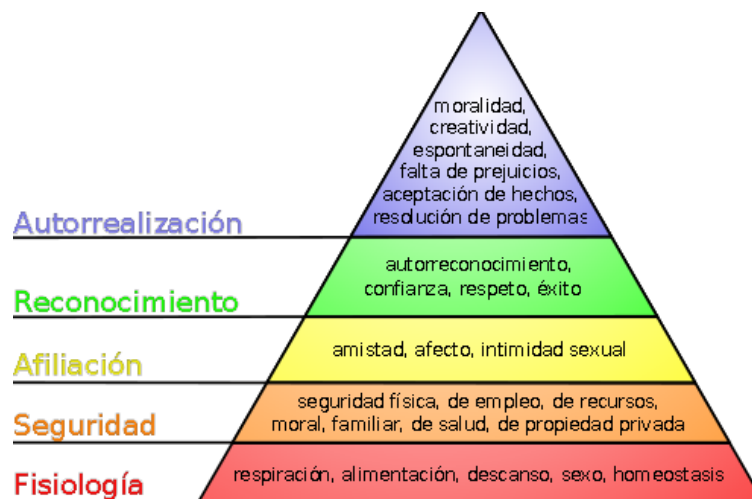 moralidad,
creatividad,
espontaneidad,
falta de prejuicios,
aceptación de hechos,
resolución de problemas
Autorrealización
autorreconocimiento,
confianza, respeto, éxito
Reconocimiento
amistad, afecto, intimidad sexual
Afiliación
seguridad física, de empleo, de recursos,
moral, familiar, de salud, de propiedad privada
Seguridad
respiración, alimentación, descanso, sexo, homeostasis
Fisiología